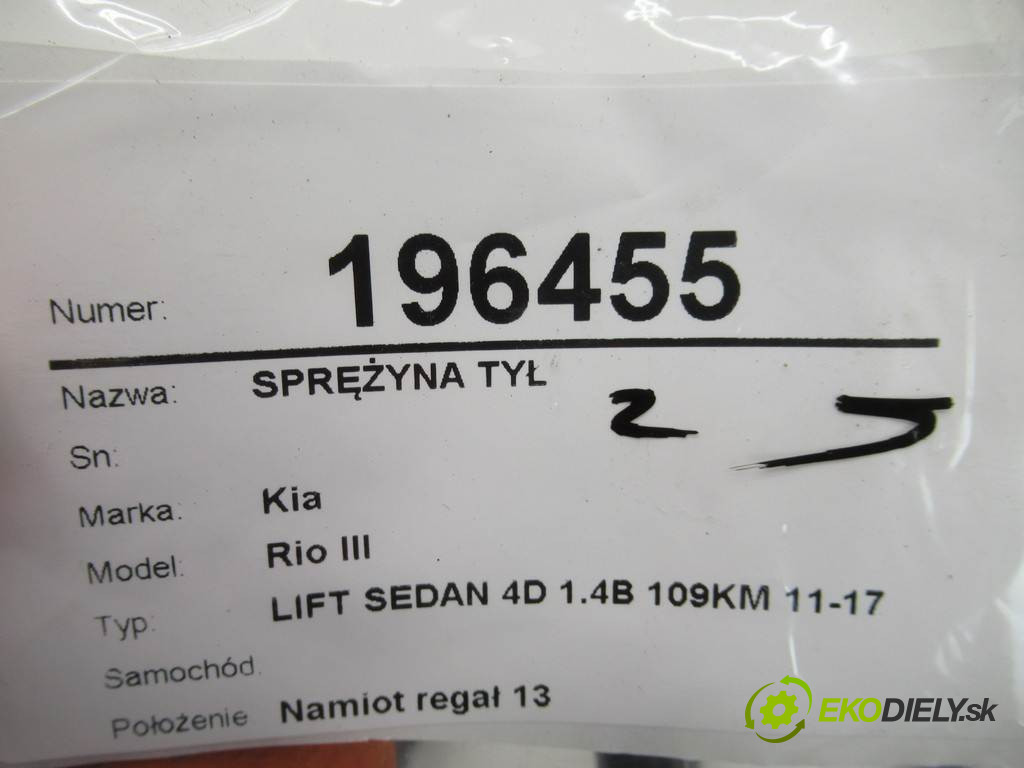 Numer: 196455
Nazwa: SPRĘŻYNA TYŁ
2
Sn:
Marka: Kia
Model: Rio III
Typ: LIFT SEDAN 4D 1.4B 109KM 11-17
Samochód:
Położenie Namiot regał 13
EKODIELY.sk